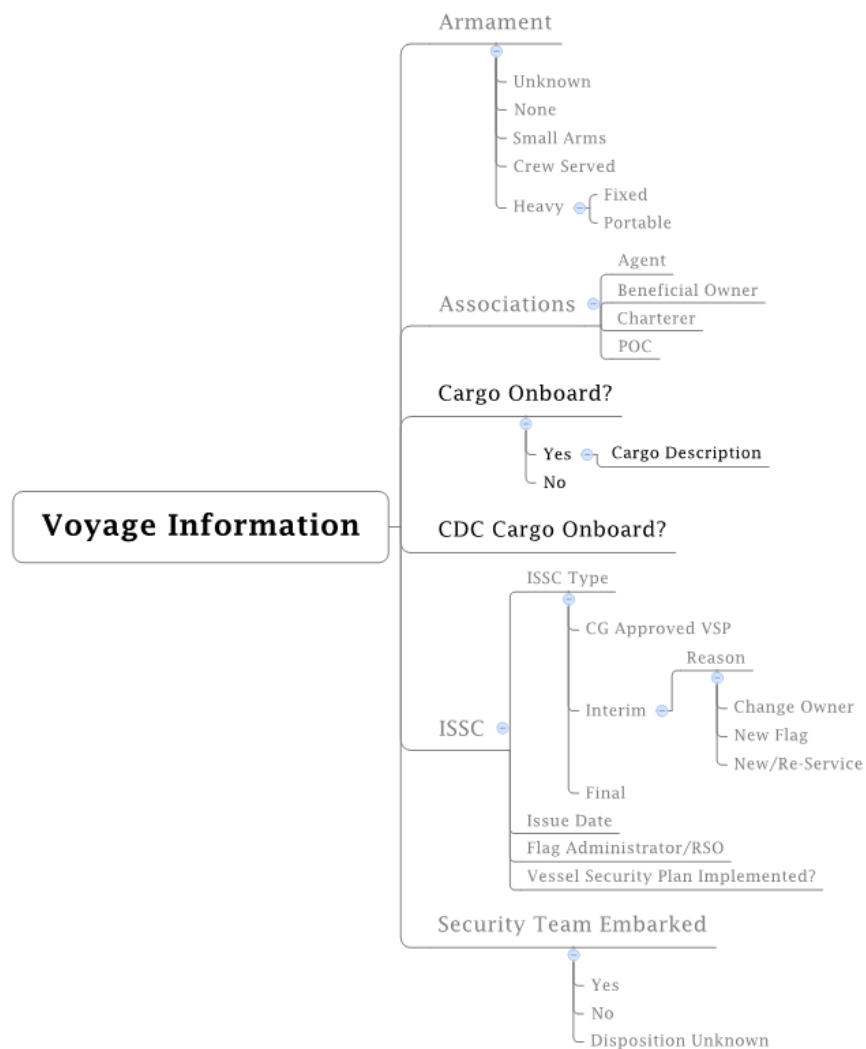 Armament
Unknown
None
Small Arms
Crew Served
Heavy
Fixed
Portable
Associations
Agent
Beneficial Owner
Charterer
POC
Cargo Onboard?
Yes
Cargo Description
No
Voyage Information
CDC Cargo Onboard?
ISSC
ISSC Type
CG Approved VSP
Interim
Reason
Change Owner
New Flag
New/Re-Service
Final
Issue Date
Flag Administrator/RSO
Vessel Security Plan Implemented?
Security Team Embarked
Yes
No
Disposition Unknown